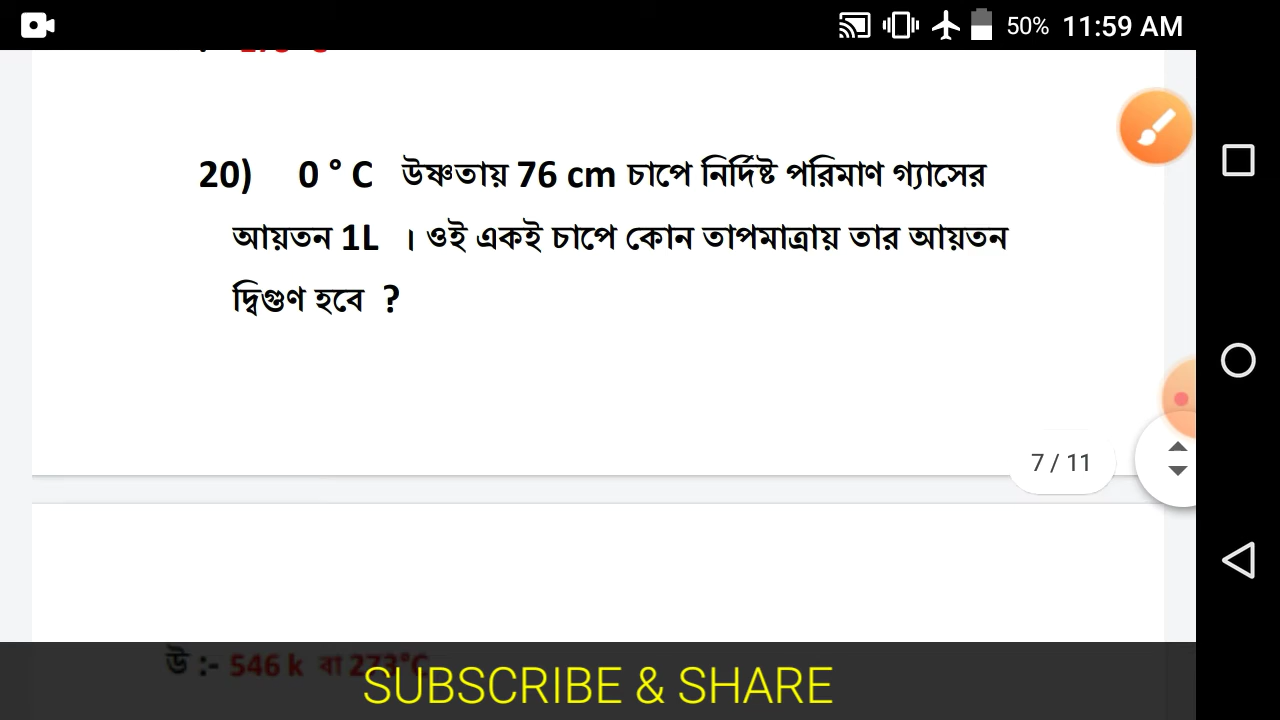 50% 11:59 AM
20) 0 ° C উষ্ণতায় 76 cm চাপে নির্দিষ্ট পরিমাণ গ্যাসের
আয়তন 1L । ওই একই চাপে কোন তাপমাত্রায় তার আয়তন
দ্বিগুণ হবে ?
7 / 11
উ :- 546 k বা 273°C
SUBSCRIBE & SHARE